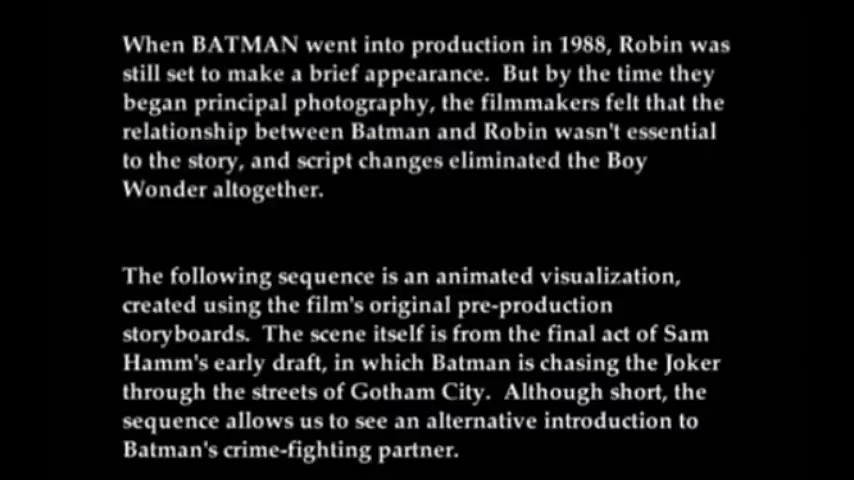 When BATMAN went into production in 1988, Robin was
still set to make a brief appearance.  But by the time they
began principal photography, the filmmakers felt that the
relationship between Batman and Robin wasn't essential
to the story, and script changes eliminated the Boy
Wonder altogether.
The following sequence is an animated visualization,
created using the film's original pre-production
storyboards.  The scene itself is from the final act of Sam
Hamm's early draft, in which Batman is chasing the Joker
through the streets of Gotham City.  Although short, the
sequence allows us to see an alternative introduction to
Batman's crime-fighting partner.